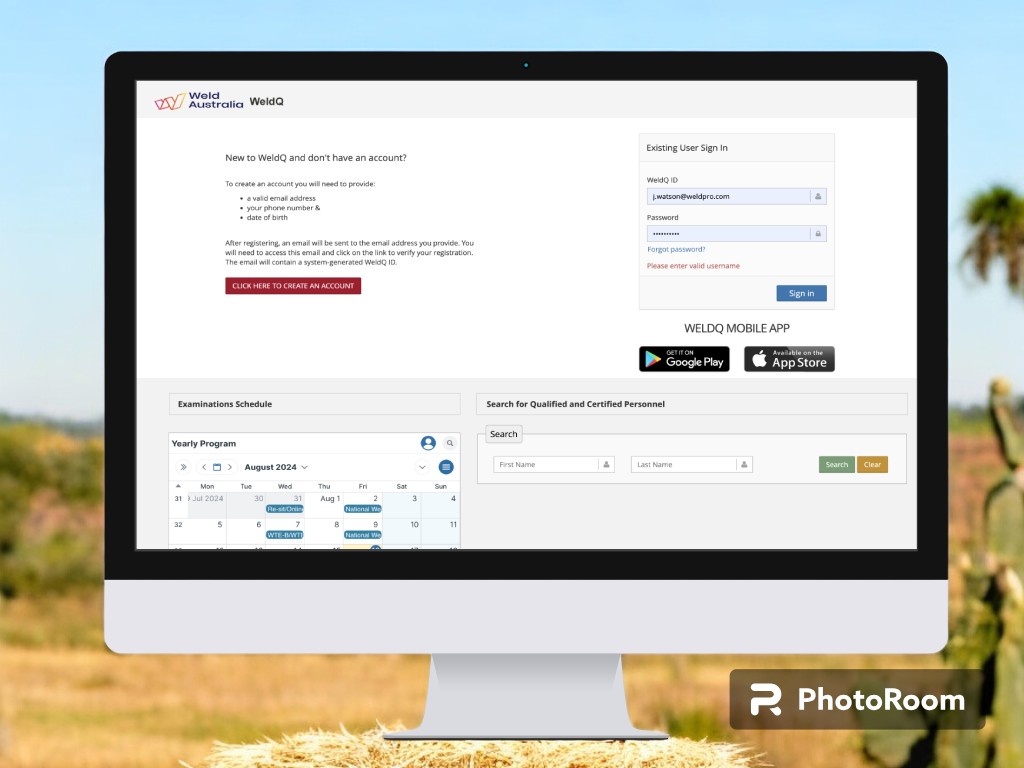 Weld
Australia WeldQ
New to WeldQ and don't have an account?
To create an account you will need to provide:
• a valid email address
• your phone number &
• date of birth
After registering, an email will be sent to the email address you provide. You
will need to access this email and click on the link to verify your registration.
The email will contain a system-generated WeldQ ID.
CLICK HERE TO CREATE AN ACCOUNT
Existing User Sign In
WeldQ ID
j.watson@weldpro.com
Password
••••••••••
Forgot password?
Please enter valid username
Sign in
WELDQ MOBILE APP
GET IT ON
Google Play
Available on the
App Store
Examinations Schedule
Yearly Program
August 2024
Mon Tue Wed Thu Fri Sat Sun
31 Jul 2024 30 31 Aug 1 2 3 4
Re-sit/Online National We
32 5 6 7 8 9 10 11
WTE-B/WTI National We
Search for Qualified and Certified Personnel
Search
First Name
Last Name
Search
Clear
PhotoRoom